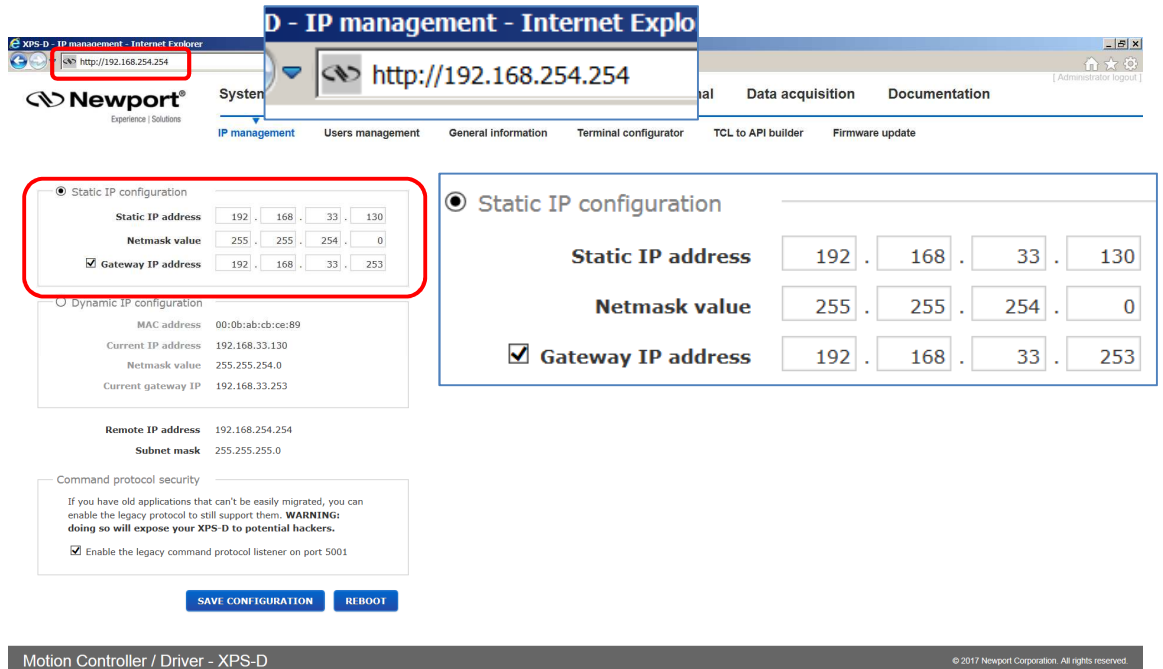 XPS-D - IP management - Internet Explorer
D - IP management - Internet Explo
http://192.168.254.254
http://192.168.254.254
[ Administrator logout ]
Newport®
Experience | Solutions
System
Data acquisition Documentation
IP management Users management General information Terminal configurator TCL to API builder Firmware update
Static IP configuration
Static IP address 192 . 168 . 33 . 130
Netmask value 255 . 255 . 254 . 0
Gateway IP address 192 . 168 . 33 . 253
Static IP configuration
Static IP address 192 . 168 . 33 . 130
Netmask value 255 . 255 . 254 . 0
Gateway IP address 192 . 168 . 33 . 253
Dynamic IP configuration
MAC address 00:0b:ab:cb:ce:89
Current IP address 192.168.33.130
Netmask value 255.255.254.0
Current gateway IP 192.168.33.253
Remote IP address 192.168.254.254
Subnet mask 255.255.255.0
Command protocol security
If you have old applications that can't be easily migrated, you can
enable the legacy protocol to still support them. WARNING:
doing so will expose your XPS-D to potential hackers.
Enable the legacy command protocol listener on port 5001
SAVE CONFIGURATION REBOOT
Motion Controller / Driver - XPS-D
© 2017 Newport Corporation. All rights reserved.